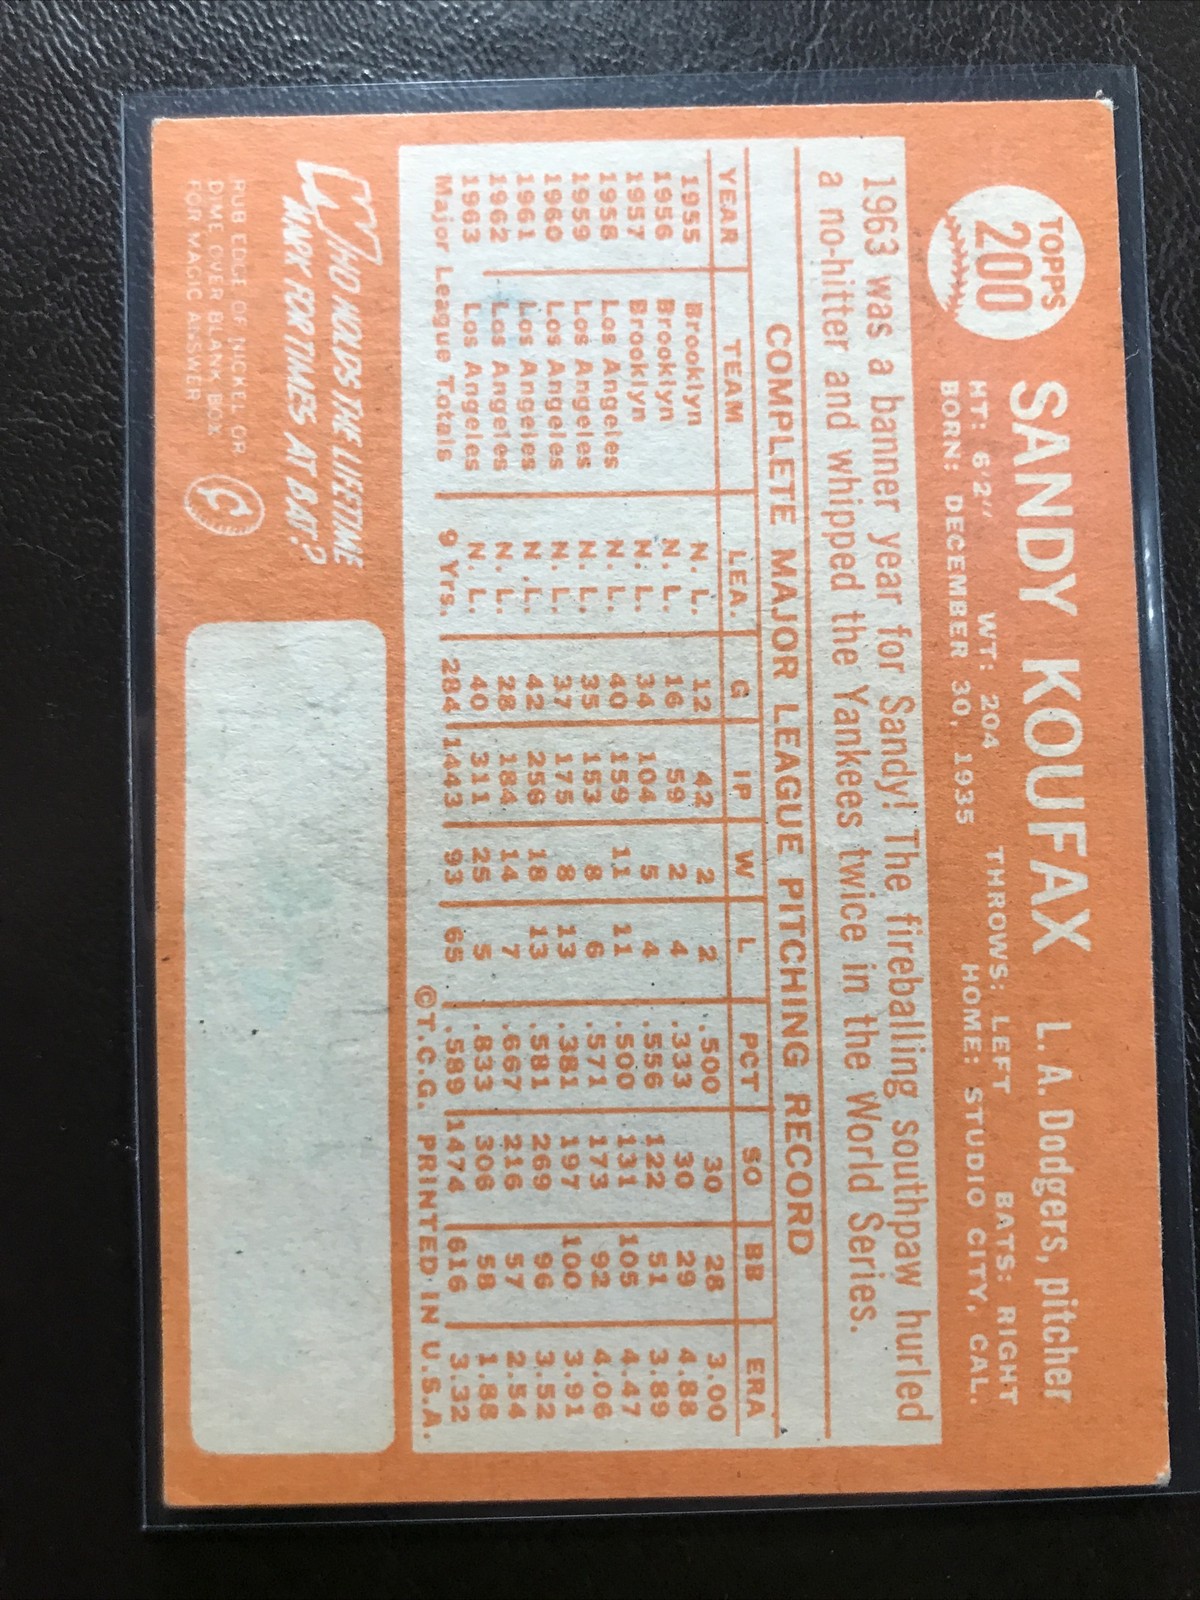 TOPPS
200
SANDY KOUFAX L. A. Dodgers, pitcher
HT: 6'2" WT: 204 THROWS: LEFT BATS: RIGHT
BORN: DECEMBER 30, 1935 HOME: STUDIO CITY, CAL.
1963 was a banner year for Sandy! The fireballing southpaw hurled
a no-hitter and whipped the Yankees twice in the World Series.
COMPLETE MAJOR LEAGUE PITCHING RECORD
YEAR TEAM LEA. G IP W L PCT SO BB ERA
1955 Brooklyn N. L. 12 42 2 2 .500 30 28 3.00
1956 Brooklyn N. L. 16 59 2 4 .333 30 29 4.88
1957 Brooklyn N. L. 34 104 5 4 .556 122 51 3.89
1958 Los Angeles N. L. 40 159 11 11 .500 131 105 4.47
1959 Los Angeles N. L. 35 153 8 6 .571 173 92 4.06
1960 Los Angeles N. L. 37 175 8 13 .381 197 100 3.91
1961 Los Angeles N. L. 42 256 18 13 .581 269 96 3.52
1962 Los Angeles N. L. 28 184 14 7 .667 216 57 2.54
1963 Los Angeles N. L. 40 311 25 5 .833 306 58 1.88
Major League Totals 9 Yrs. 284 1443 93 65 .589 1474 616 3.32
©T.C.G. PRINTED IN U.S.A.
WHO HOLDS THE LIFETIME
MARK FOR TIMES AT BAT?
RUB EDGE OF NICKEL OR
DIME OVER BLANK BOX
FOR MAGIC ANSWER